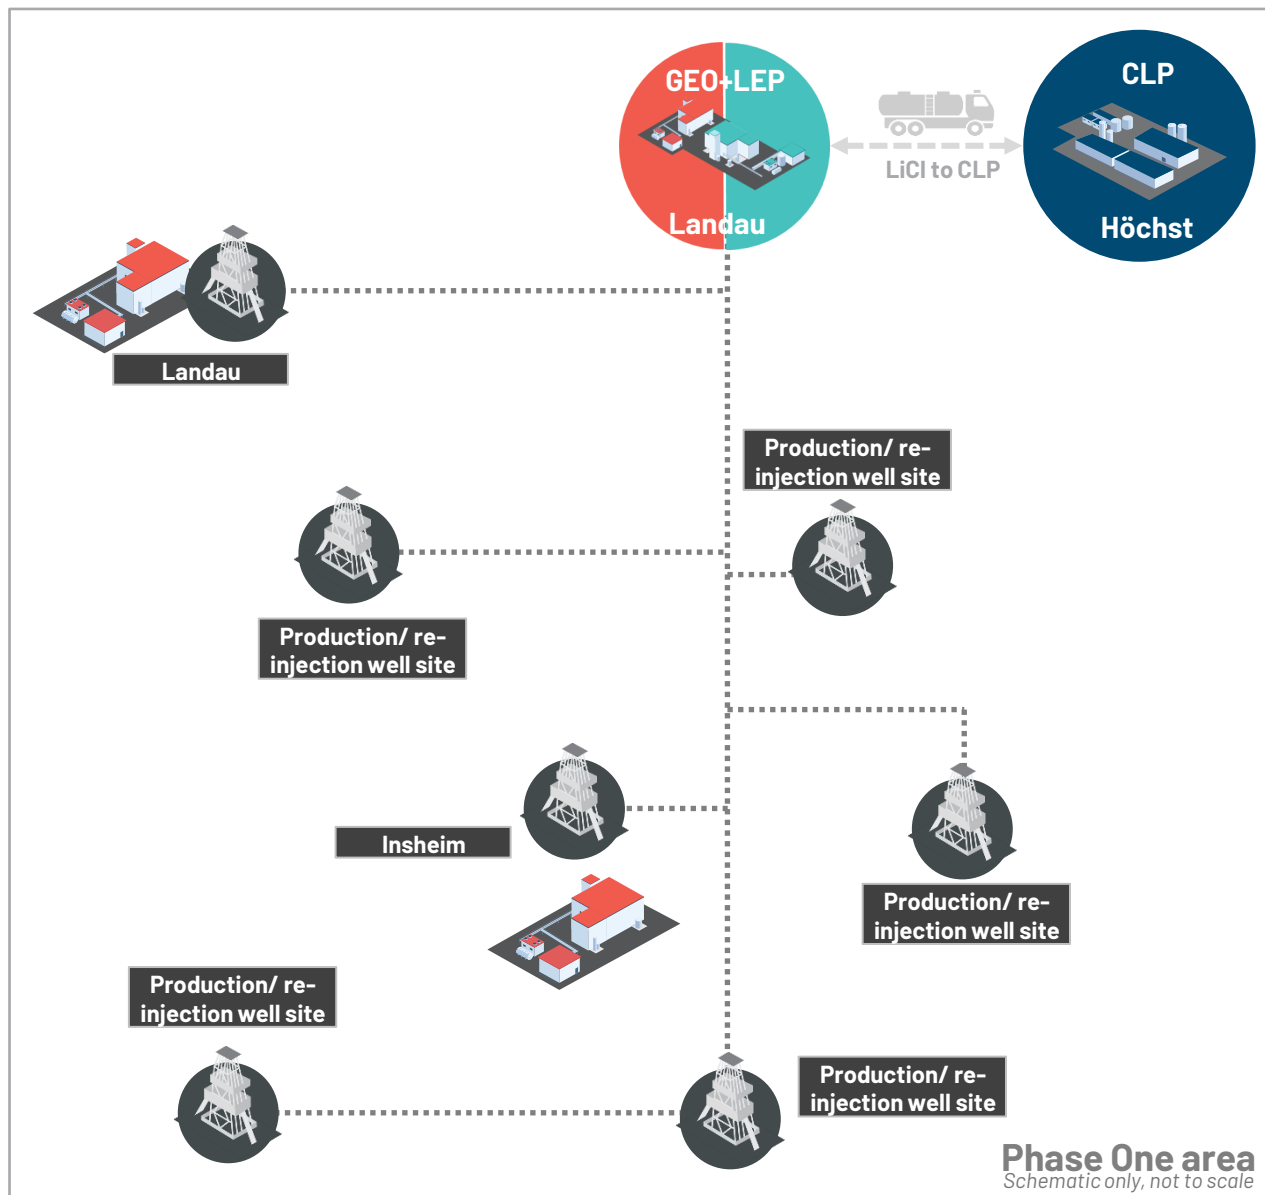 GEO+LEP
Landau
CLP
Höchst
LiCl to CLP
Landau
Production/ re-
injection well site
Production/ re-
injection well site
Insheim
Production/ re-
injection well site
Production/ re-
injection well site
Production/ re-
injection well site
Phase One area
Schematic only, not to scale